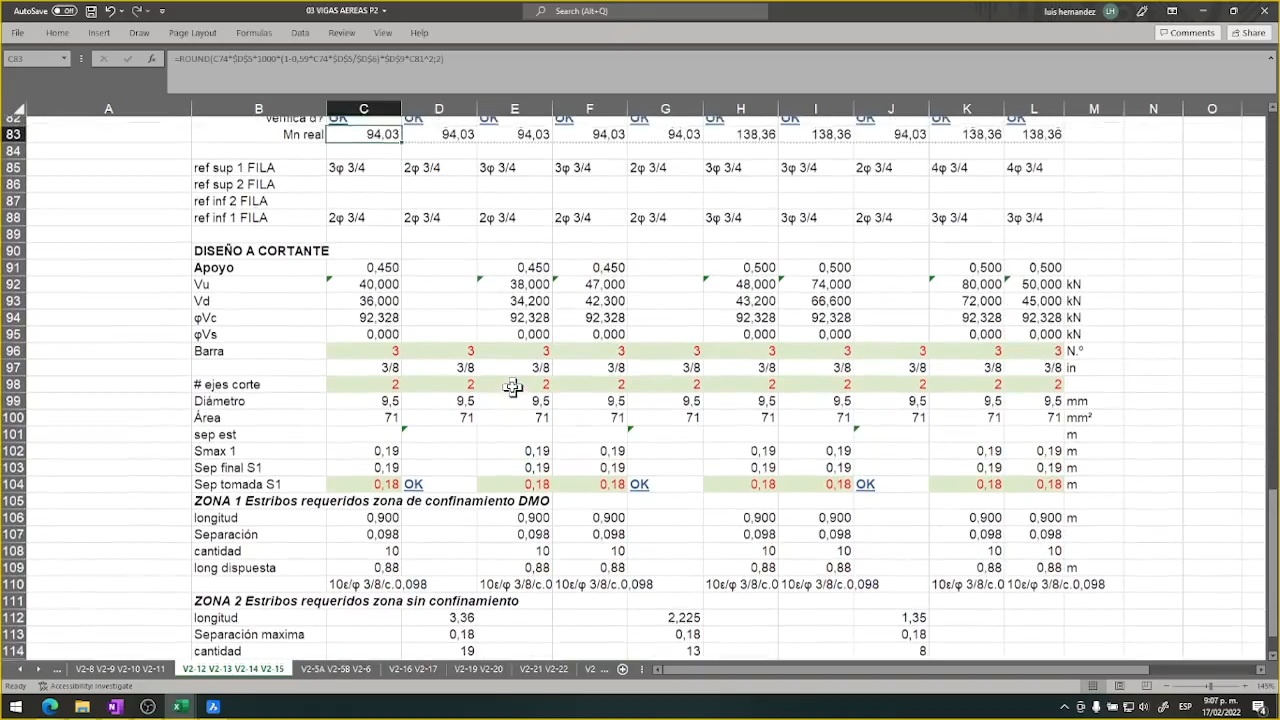 AutoSave Off 03 VIGAS AEREAS P2 Search (Alt+Q) luis hernandez LH
File Home Insert Draw Page Layout Formulas Data Review View Help Comments Share
C83 fx =ROUND(C74*$D$5*1000*(1-0,59*C74*$D$5/$D$6)*$D$9*C81^2;2)
A B C D E F G H I J K L M N O
82 Verifica d? OK OK OK OK OK OK OK OK OK OK
83 Mn real 94,03 94,03 94,03 94,03 94,03 138,36 138,36 94,03 138,36 138,36
84
85 ref sup 1 FILA 3φ 3/4 2φ 3/4 3φ 3/4 3φ 3/4 2φ 3/4 3φ 3/4 3φ 3/4 2φ 3/4 4φ 3/4 4φ 3/4
86 ref sup 2 FILA
87 ref inf 2 FILA
88 ref inf 1 FILA 2φ 3/4 2φ 3/4 2φ 3/4 2φ 3/4 2φ 3/4 3φ 3/4 3φ 3/4 2φ 3/4 3φ 3/4 3φ 3/4
89
90 DISEÑO A CORTANTE
91 Apoyo 0,450 0,450 0,450 0,500 0,500 0,500 0,500
92 Vu 40,000 38,000 47,000 48,000 74,000 80,000 50,000 kN
93 Vd 36,000 34,200 42,300 43,200 66,600 72,000 45,000 kN
94 φVc 92,328 92,328 92,328 92,328 92,328 92,328 92,328 kN
95 φVs 0,000 0,000 0,000 0,000 0,000 0,000 0,000 kN
96 Barra 3 3 3 3 3 3 3 3 3 3 N.º
97 3/8 3/8 3/8 3/8 3/8 3/8 3/8 3/8 3/8 3/8 in
98 # ejes corte 2 2 2 2 2 2 2 2 2 2
99 Diámetro 9,5 9,5 9,5 9,5 9,5 9,5 9,5 9,5 9,5 9,5 mm
100 Área 71 71 71 71 71 71 71 71 71 71 mm²
101 sep est m
102 Smax 1 0,19 0,19 0,19 0,19 0,19 0,19 0,19 m
103 Sep final S1 0,19 0,19 0,19 0,19 0,19 0,19 0,19 m
104 Sep tomada S1 0,18 OK 0,18 0,18 OK 0,18 0,18 OK 0,18 0,18 m
105 ZONA 1 Estribos requeridos zona de confinamiento DMO
106 longitud 0,900 0,900 0,900 0,900 0,900 0,900 0,900 m
107 Separación 0,098 0,098 0,098 0,098 0,098 0,098 0,098
108 cantidad 10 10 10 10 10 10 10
109 long dispuesta 0,88 0,88 0,88 0,88 0,88 0,88 0,88 m
110 10ε/φ 3/8/c.0,098 10ε/φ 3/8/c.0 10ε/φ 3/8/c.0,098 10ε/φ 3/8/c.0 10ε/φ 3/8/c.0,098 10ε/φ 3/8/c.0 10ε/φ 3/8/c.0,098
111 ZONA 2 Estribos requeridos zona sin confinamiento
112 longitud 3,36 2,225 1,35
113 Separación maxima 0,18 0,18 0,18
114 19 13 8
... V2-8 V2-9 V2-10 V2-11 V2-12 V2-13 V2-14 V2-15 V2-5A V2-5B V2-6 V2-16 V2-17 V2-19 V2-20 V2-21 V2-22 V2 ...
Ready Accessibility: Investigate 145%
ESP 9:07 p. m. 17/02/2022 4